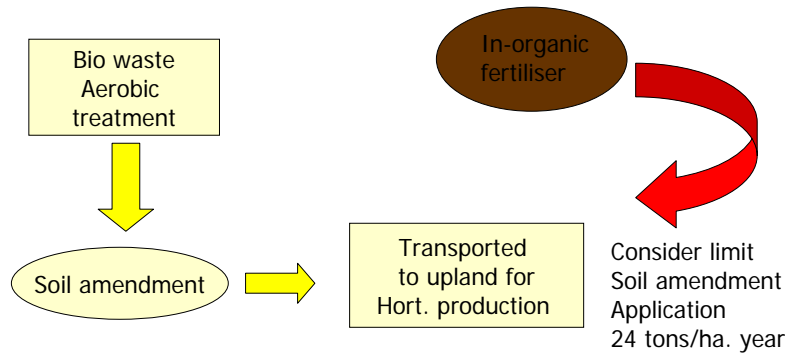 Bio waste
Aerobic
treatment
In-organic
fertiliser
Soil amendment
Transported
to upland for
Hort. production
Consider limit
Soil amendment
Application
24 tons/ha. year